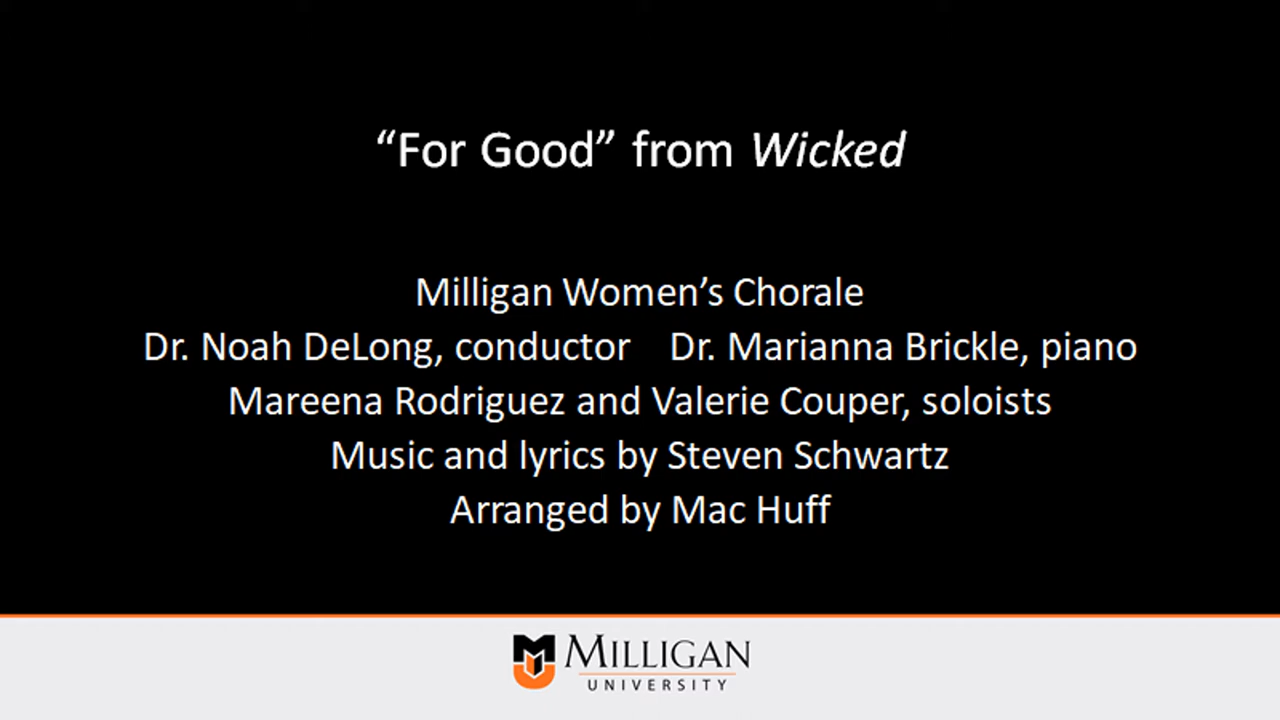 “For Good” from Wicked
Milligan Women’s Chorale
Dr. Noah DeLong, conductor    Dr. Marianna Brickle, piano
Mareena Rodriguez and Valerie Couper, soloists
Music and lyrics by Steven Schwartz
Arranged by Mac Huff
MILLIGAN
UNIVERSITY